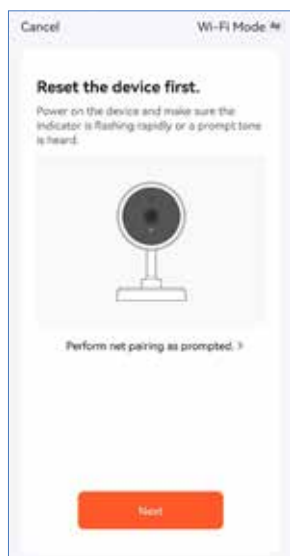 Cancel
Wi-Fi Mode
Reset the device first.
Power on the device and make sure the
indicator is flashing rapidly or a prompt tone
is heard.
Perform net pairing as prompted. >
Next